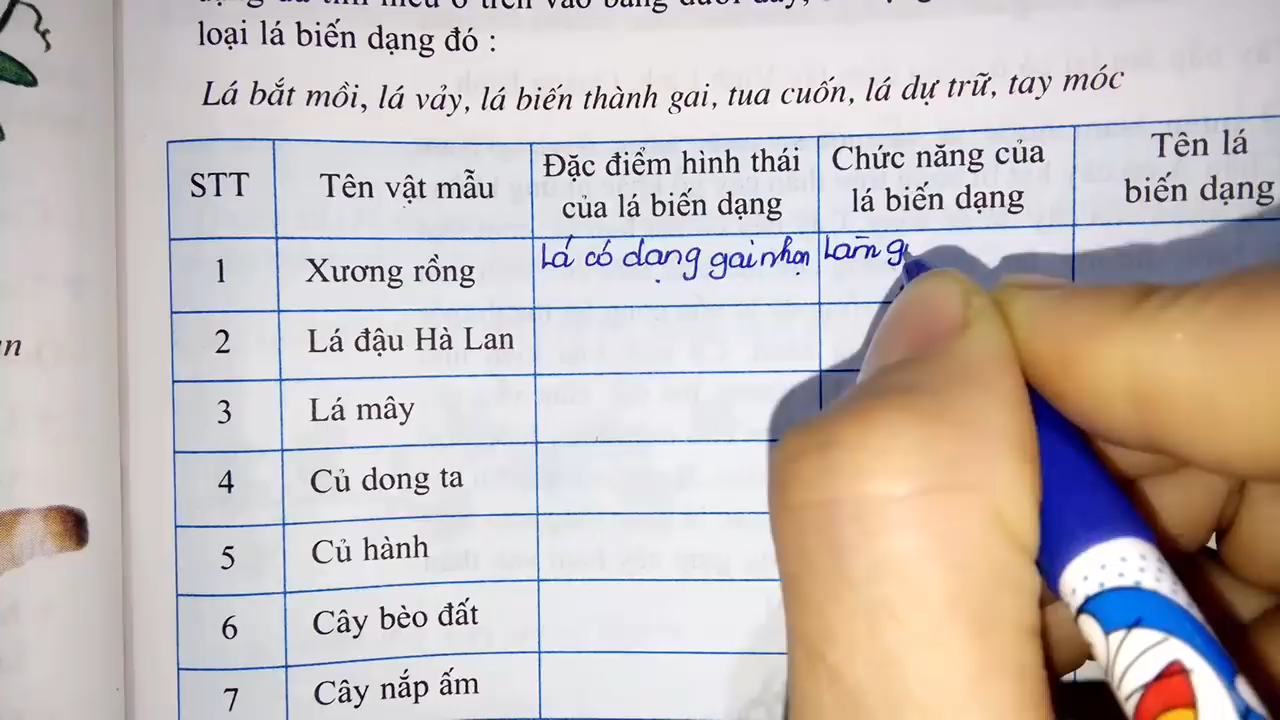 loại lá biến dạng đó :
Lá bắt mồi, lá vảy, lá biến thành gai, tua cuốn, lá dự trữ, tay móc
STT
Tên vật mẫu
Đặc điểm hình thái
của lá biến dạng
Chức năng của
lá biến dạng
Tên lá
biến dạng
1
Xương rồng
Lá có dạng gai nhọn
Làm g
2
Lá đậu Hà Lan
3
Lá mây
4
Củ dong ta
5
Củ hành
6
Cây bèo đất
7
Cây nắp ấm